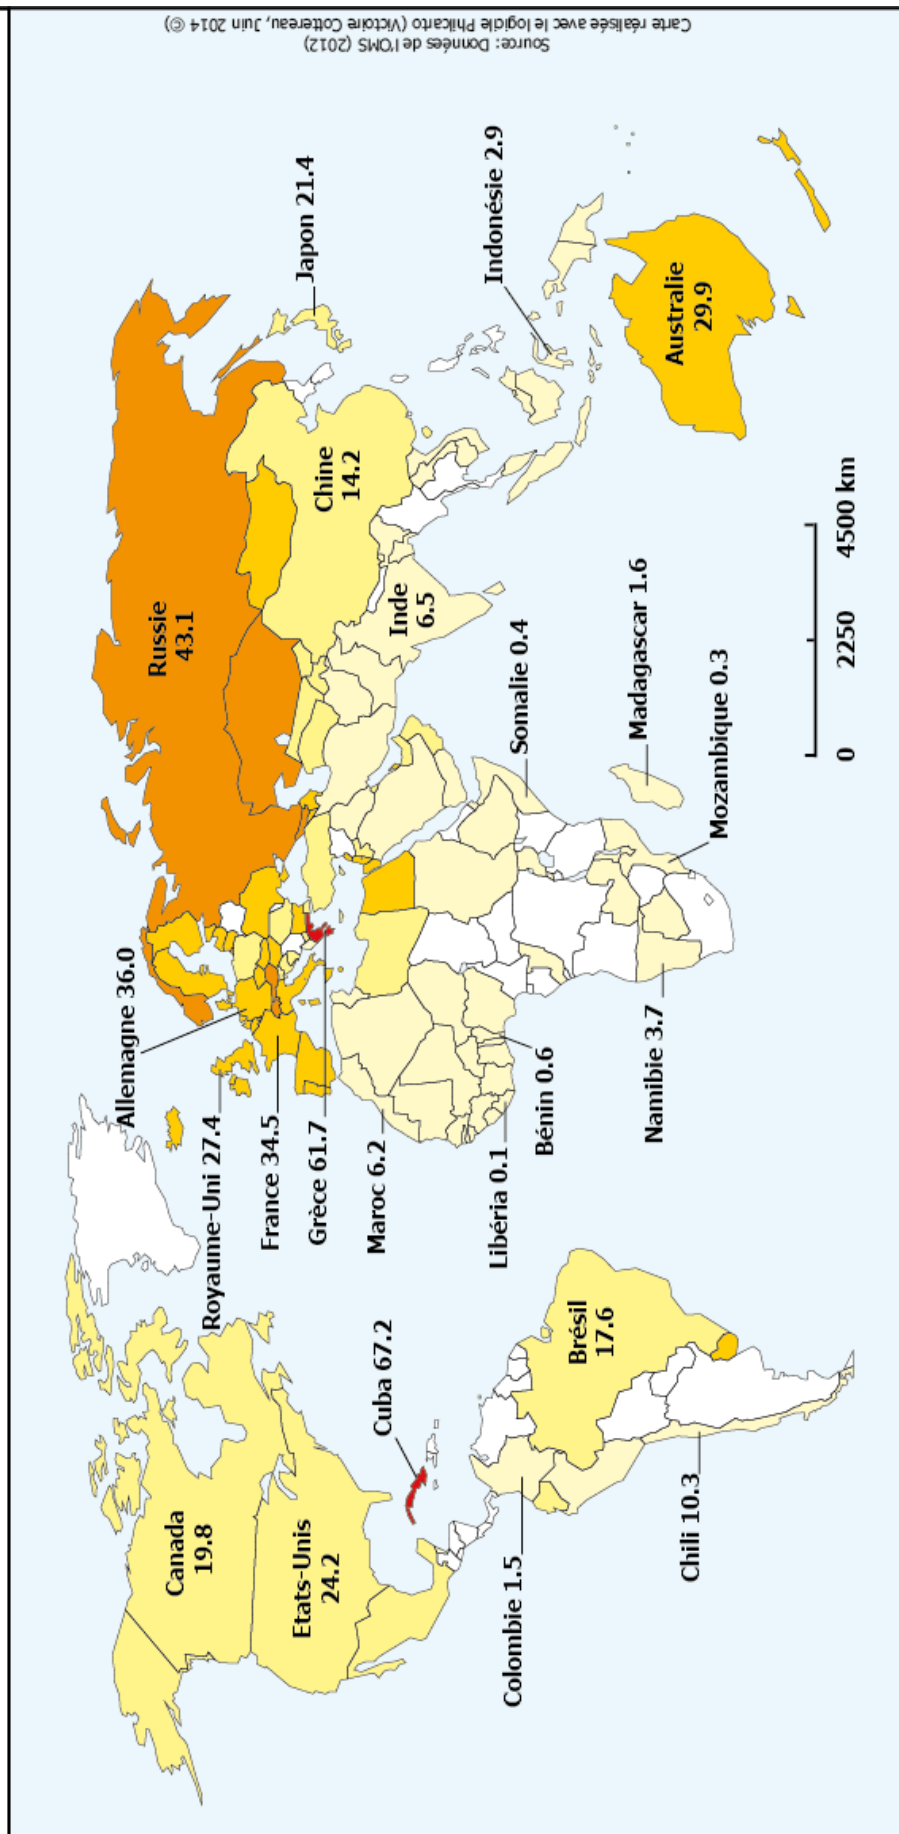 Canada
19.8
Etats-Unis
24.2
Cuba 67.2
Colombie 1.5
Brésil
17.6
Chili 10.3
Allemagne 36.0
Royaume-Uni 27.4
France 34.5
Grèce 61.7
Maroc 6.2
Libéria 0.1
Bénin 0.6
Namibie 3.7
Russie
43.1
Chine
14.2
Inde
6.5
Somalie 0.4
Madagascar 1.6
Mozambique 0.3
Japon 21.4
Indonésie 2.9
Australie
29.9
0 2250 4500 km
Source: Données de l'OMS (2012)
Carte réalisée avec le logiciel Philcarto (Victoire Cottereau, Juin 2014 ©)